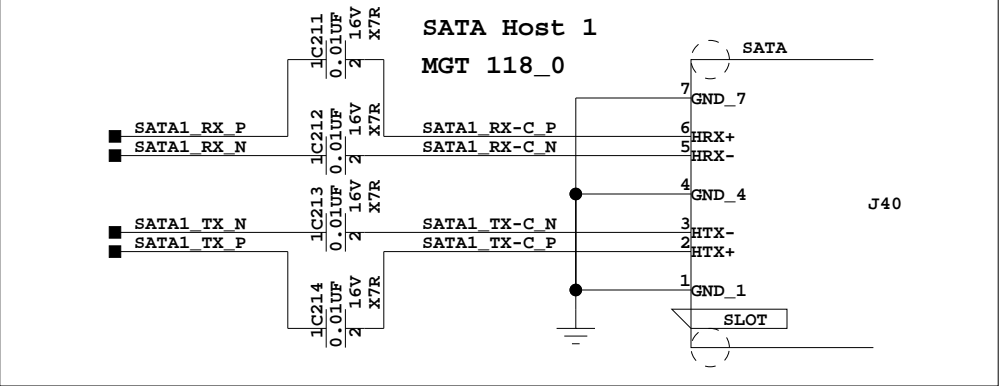 SATA Host 1
MGT 118_0
1C211
0.01UF
2
16V
X7R
SATA
7
GND_7
SATA1_RX_P
SATA1_RX-C_P
6
HRX+
1C212
0.01UF
2
16V
X7R
SATA1_RX_N
SATA1_RX-C_N
5
HRX-
4
GND_4
J40
1C213
0.01UF
2
16V
X7R
SATA1_TX_N
SATA1_TX-C_N
3
HTX-
SATA1_TX_P
SATA1_TX-C_P
2
HTX+
1C214
0.01UF
2
16V
X7R
1
GND_1
SLOT